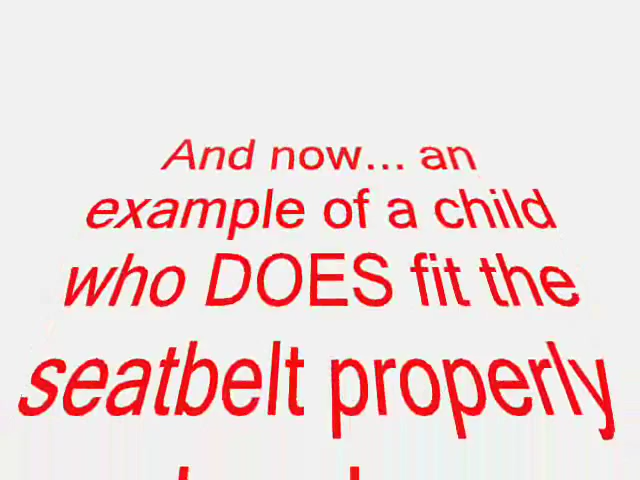 And now... an
example of a child
who DOES fit the
seatbelt properly